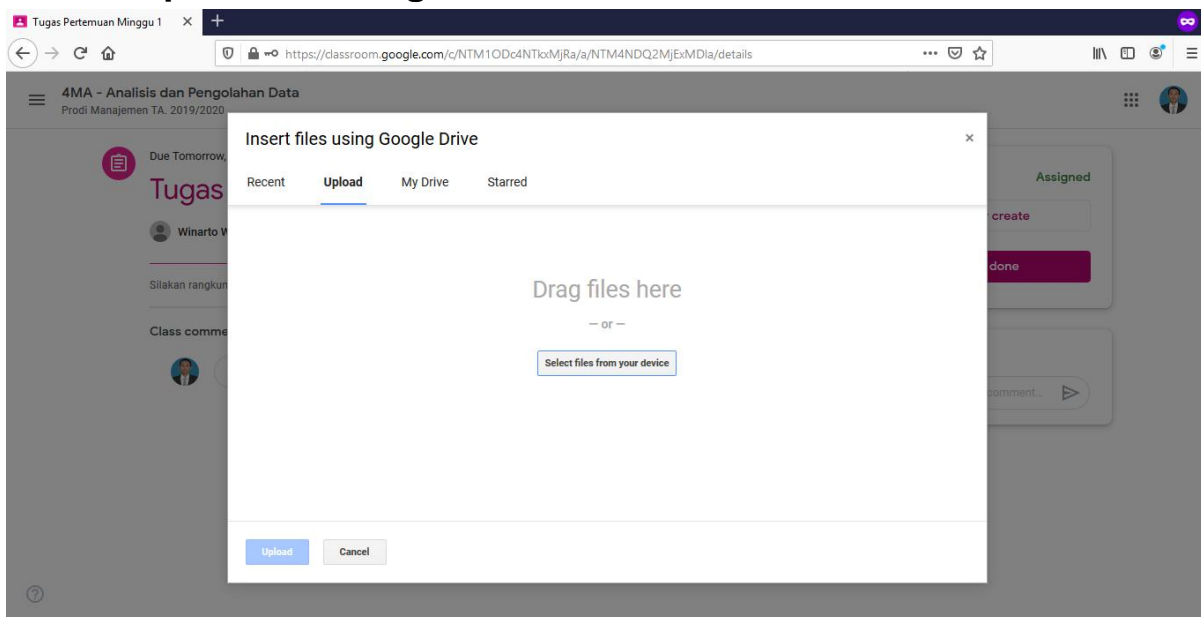 Tugas Pertemuan Minggu 1
https://classroom.google.com/c/NTM1ODc4NTkxMjRa/a/NTM4NDQ2MjExMDIa/details
4MA - Analisis dan Pengolahan Data
Prodi Manajemen TA. 2019/2020
Insert files using Google Drive
Recent Upload My Drive Starred
Due Tomorrow,
Tugas
Assigned
create
Winarto W
done
Silakan rangkum
Drag files here
— or —
Class comme
Select files from your device
comment...
Upload Cancel